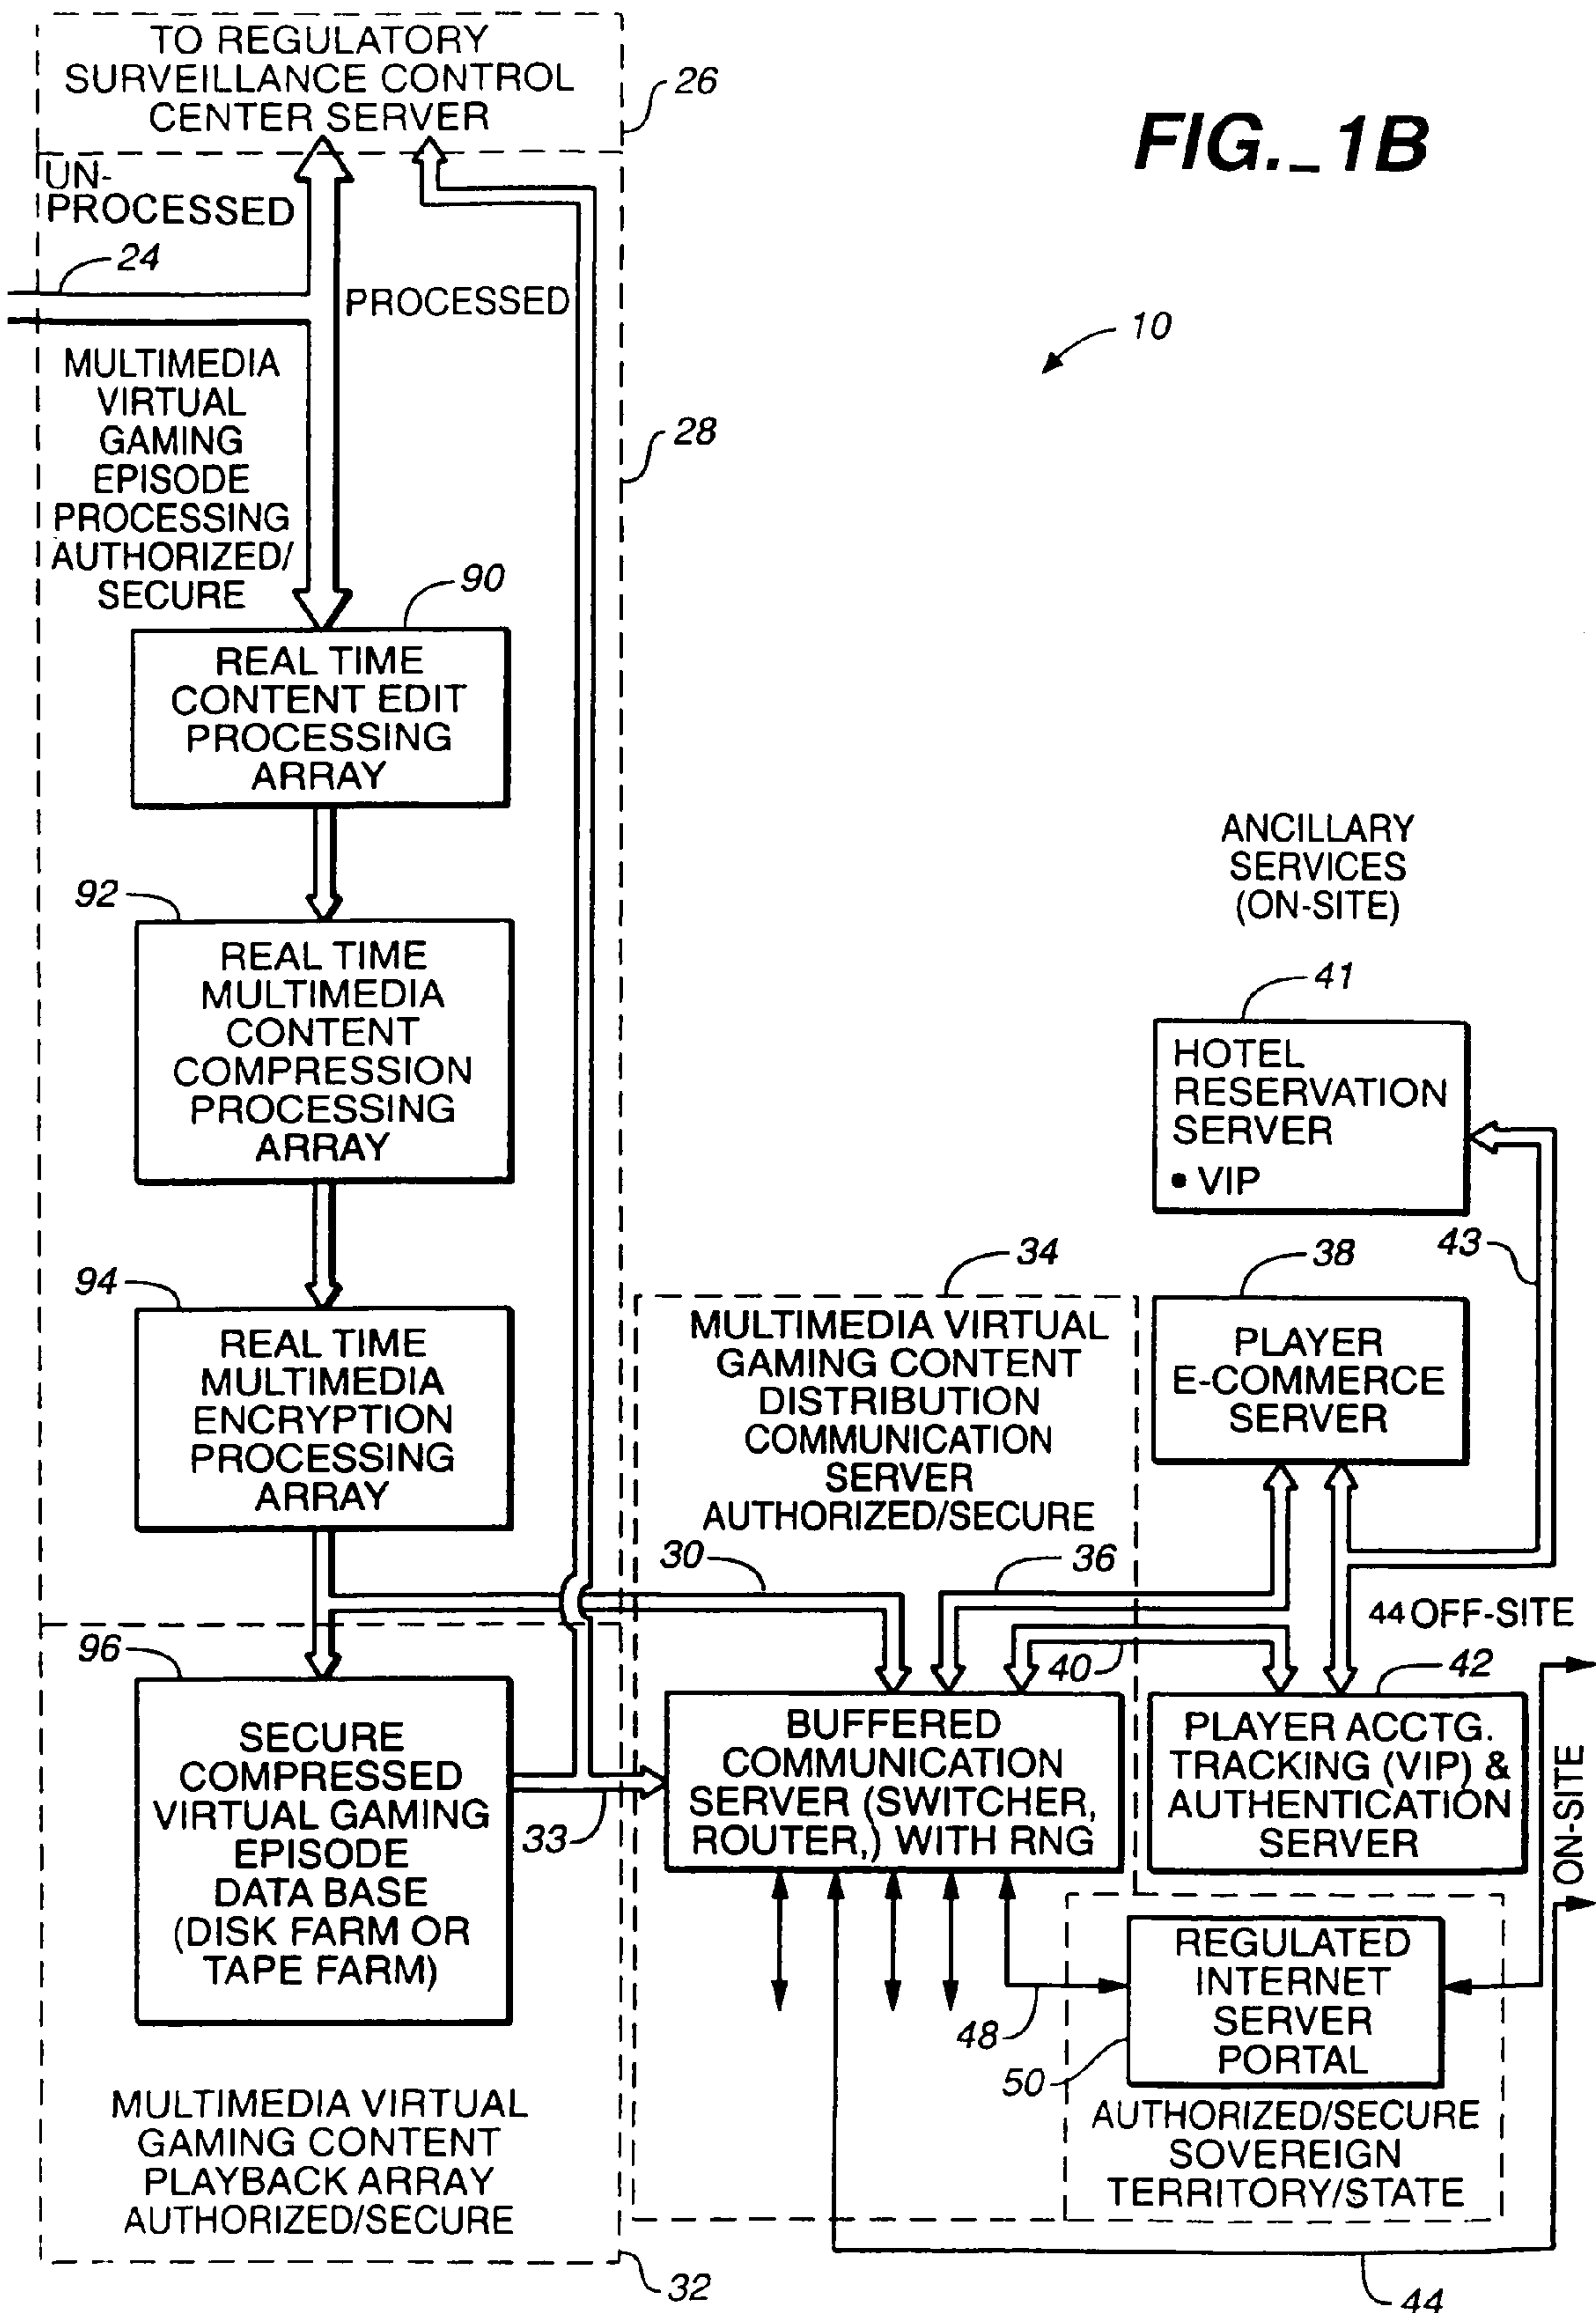 TO REGULATORY
SURVEILLANCE CONTROL
CENTER SERVER
26
FIG._1B
UN-
PROCESSED
24
PROCESSED
10
MULTIMEDIA
VIRTUAL
GAMING
EPISODE
PROCESSING
AUTHORIZED/
SECURE
28
90
REAL TIME
CONTENT EDIT
PROCESSING
ARRAY
92
REAL TIME
MULTIMEDIA
CONTENT
COMPRESSION
PROCESSING
ARRAY
94
REAL TIME
MULTIMEDIA
ENCRYPTION
PROCESSING
ARRAY
96
SECURE
COMPRESSED
VIRTUAL GAMING
EPISODE
DATA BASE
(DISK FARM OR
TAPE FARM)
33
MULTIMEDIA VIRTUAL
GAMING CONTENT
PLAYBACK ARRAY
AUTHORIZED/SECURE
32
ANCILLARY
SERVICES
(ON-SITE)
41
HOTEL
RESERVATION
SERVER
• VIP
43
34
MULTIMEDIA VIRTUAL
GAMING CONTENT
DISTRIBUTION
COMMUNICATION
SERVER
AUTHORIZED/SECURE
38
PLAYER
E-COMMERCE
SERVER
30
36
40
44 OFF-SITE
42
BUFFERED
COMMUNICATION
SERVER (SWITCHER,
ROUTER,) WITH RNG
PLAYER ACCTG.
TRACKING (VIP) &
AUTHENTICATION
SERVER
ON-SITE
48
50
REGULATED
INTERNET
SERVER
PORTAL
AUTHORIZED/SECURE
SOVEREIGN
TERRITORY/STATE
44